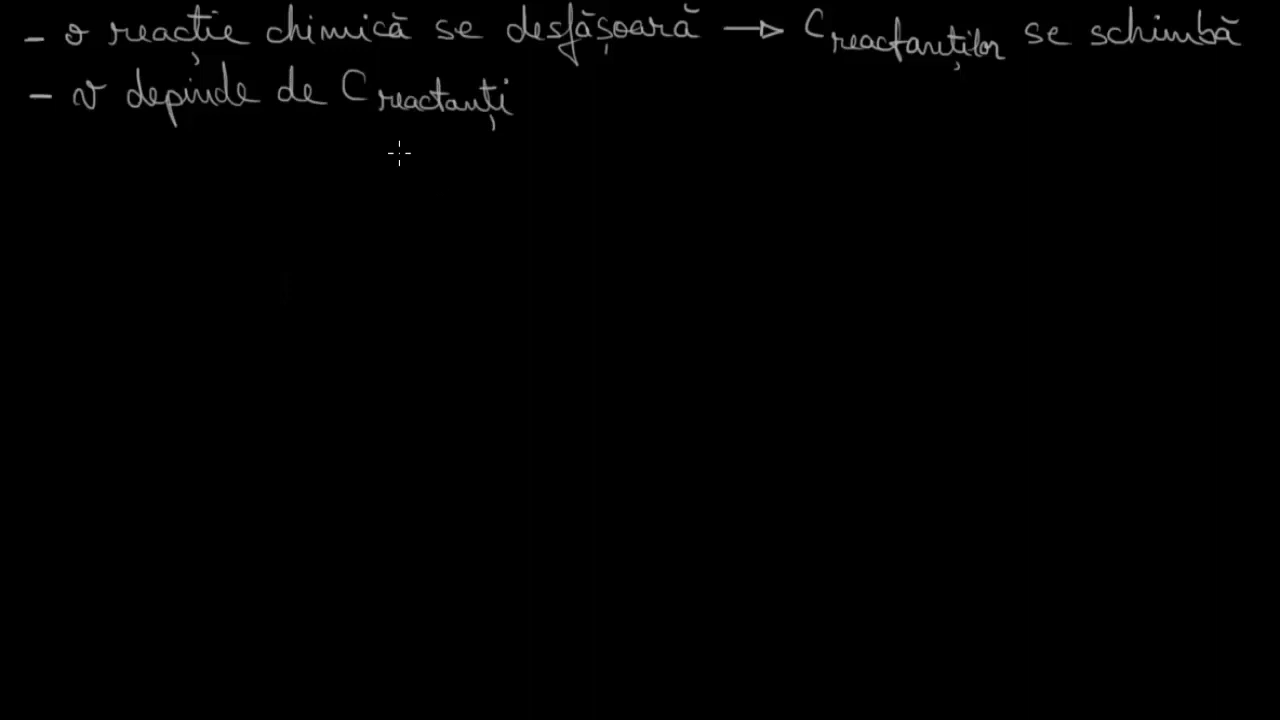 - o reacție chimică se desfășoară → C reactanților se schimbă
- v depinde de C reactanți